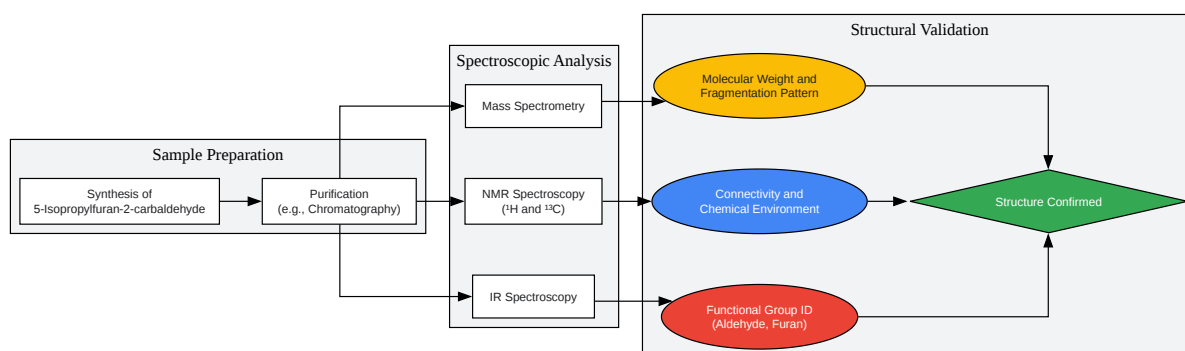 Sample Preparation
Synthesis of
5-Isopropylfuran-2-carbaldehyde
Purification
(e.g., Chromatography)
Spectroscopic Analysis
Mass Spectrometry
NMR Spectroscopy
(¹H and ¹³C)
IR Spectroscopy
Structural Validation
Molecular Weight and
Fragmentation Pattern
Connectivity and
Chemical Environment
Functional Group ID
(Aldehyde, Furan)
Structure Confirmed